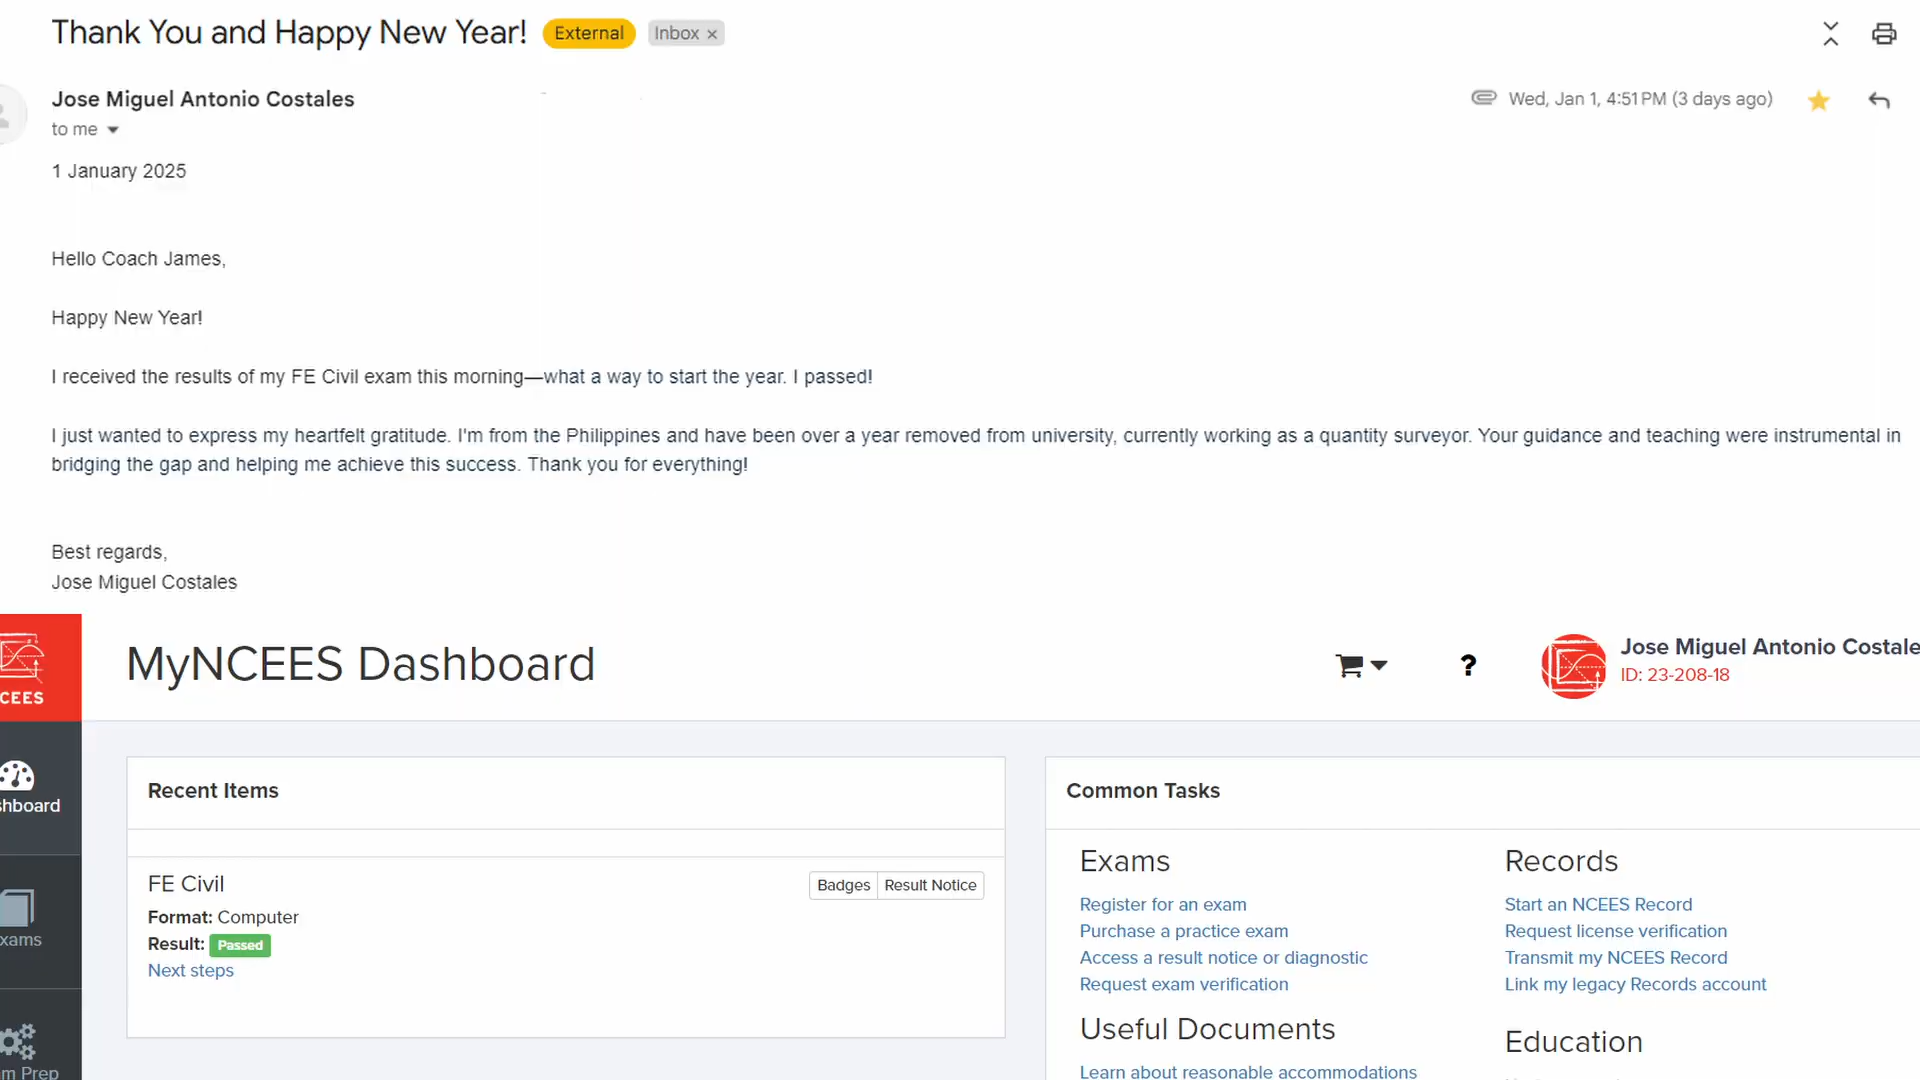 Thank You and Happy New Year! External Inbox ×
Jose Miguel Antonio Costales
Wed, Jan 1, 4:51 PM (3 days ago)
to me
1 January 2025
Hello Coach James,
Happy New Year!
I received the results of my FE Civil exam this morning—what a way to start the year. I passed!
I just wanted to express my heartfelt gratitude. I'm from the Philippines and have been over a year removed from university, currently working as a quantity surveyor. Your guidance and teaching were instrumental in
bridging the gap and helping me achieve this success. Thank you for everything!
Best regards,
Jose Miguel Costales
CEES
MyNCEES Dashboard
?
Jose Miguel Antonio Costale
ID: 23-208-18
hboard
xams
m Prep
Recent Items
FE Civil
Badges Result Notice
Format: Computer
Result: Passed
Next steps
Common Tasks
Exams
Register for an exam
Purchase a practice exam
Access a result notice or diagnostic
Request exam verification
Useful Documents
Learn about reasonable accommodations
Records
Start an NCEES Record
Request license verification
Transmit my NCEES Record
Link my legacy Records account
Education